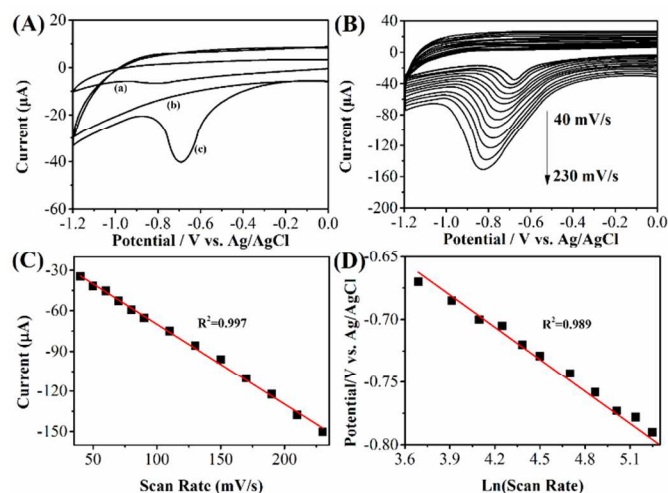 (A)
20
0
-20
-40
-60
Current (μA)
(a)
(b)
(c)
-1.2 -1.0 -0.8 -0.6 -0.4 -0.2 0.0
Potential / V vs. Ag/AgCl
(B)
40
0
-40
-80
-120
-160
-200
Current (μA)
40 mV/s
230 mV/s
-1.2 -1.0 -0.8 -0.6 -0.4 -0.2 0.0
Potential / V vs. Ag/AgCl
(C)
-30
-60
-90
-120
-150
Current (μA)
R²=0.997
50 100 150 200
Scan Rate (mV/s)
(D)
-0.65
-0.70
-0.75
-0.80
Potential/V vs. Ag/AgCl
R²=0.989
3.6 3.9 4.2 4.5 4.8 5.1
Ln(Scan Rate)